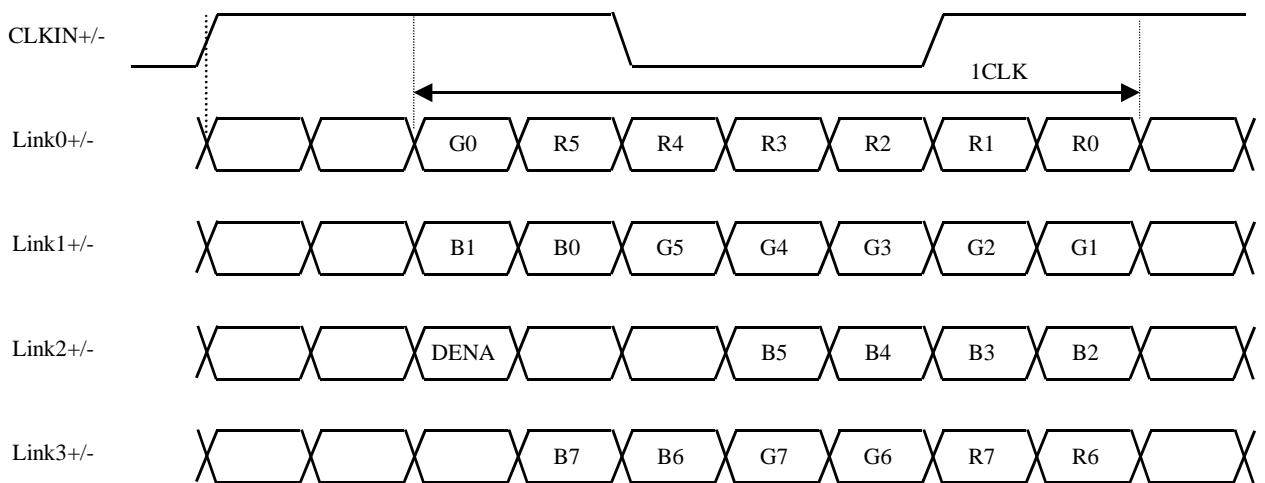 CLKIN+/-
1CLK
Link0+/- G0 R5 R4 R3 R2 R1 R0
Link1+/- B1 B0 G5 G4 G3 G2 G1
Link2+/- DENA B5 B4 B3 B2
Link3+/- B7 B6 G7 G6 R7 R6